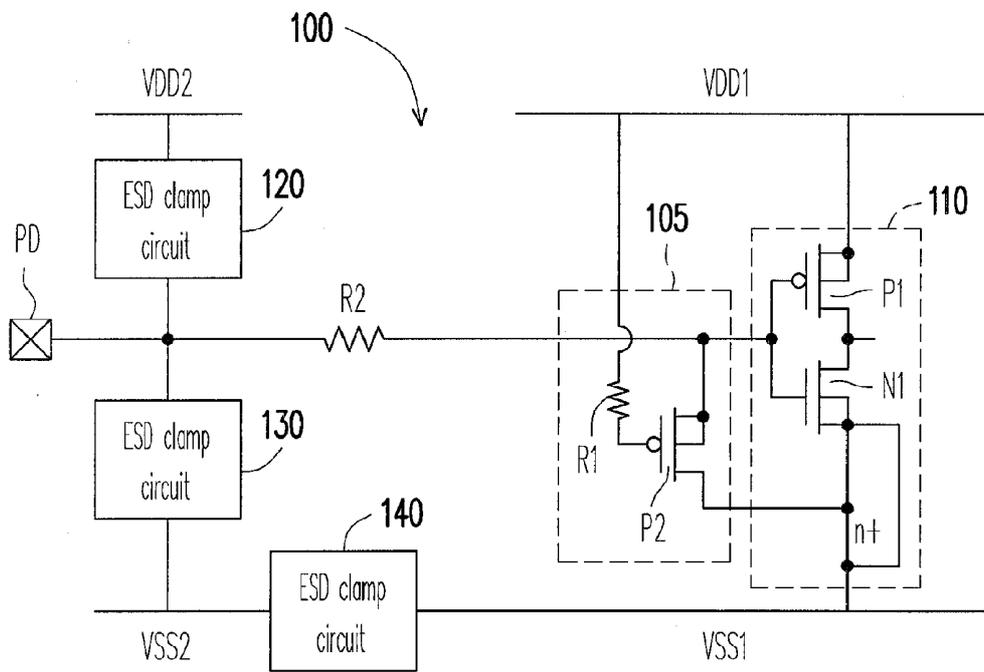 100
VDD2
VDD1
ESD clamp
circuit
120
105
110
PD
R2
P1
N1
ESD clamp
circuit
130
R1
P2
140
n+
ESD clamp
circuit
VSS2
VSS1